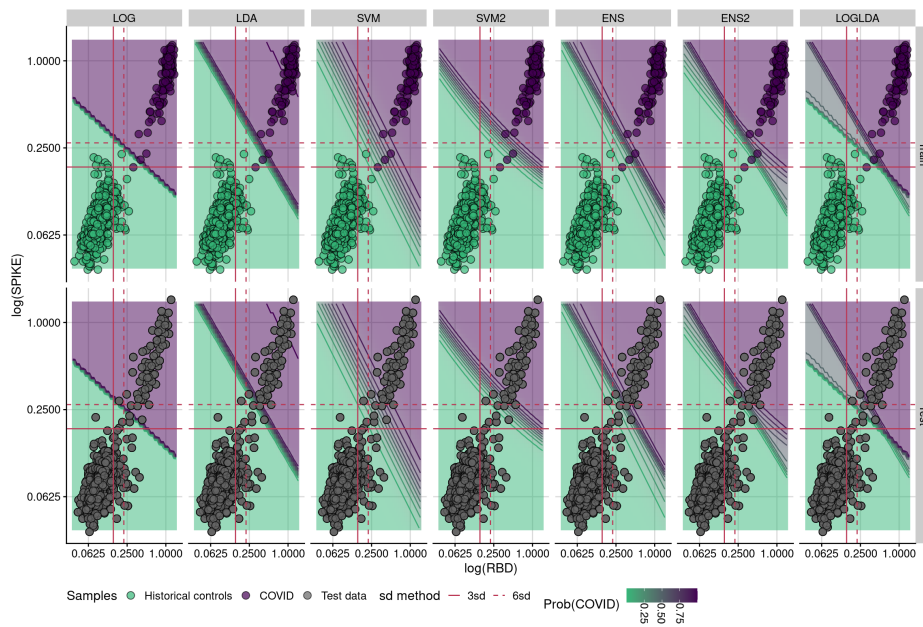 LOG LDA SVM SVM2 ENS ENS2 LOGLDA
1.0000
0.2500
0.0625
1.0000
0.2500
0.0625
log(SPIKE)
0.0625 0.2500 1.0000 0.0625 0.2500 1.0000 0.0625 0.2500 1.0000 0.0625 0.2500 1.0000 0.0625 0.2500 1.0000 0.0625 0.2500 1.0000 0.0625 0.2500 1.0000
log(RBD)
Samples Historical controls COVID Test data sd method 3sd 6sd Prob(COVID) 0.25 0.50 0.75